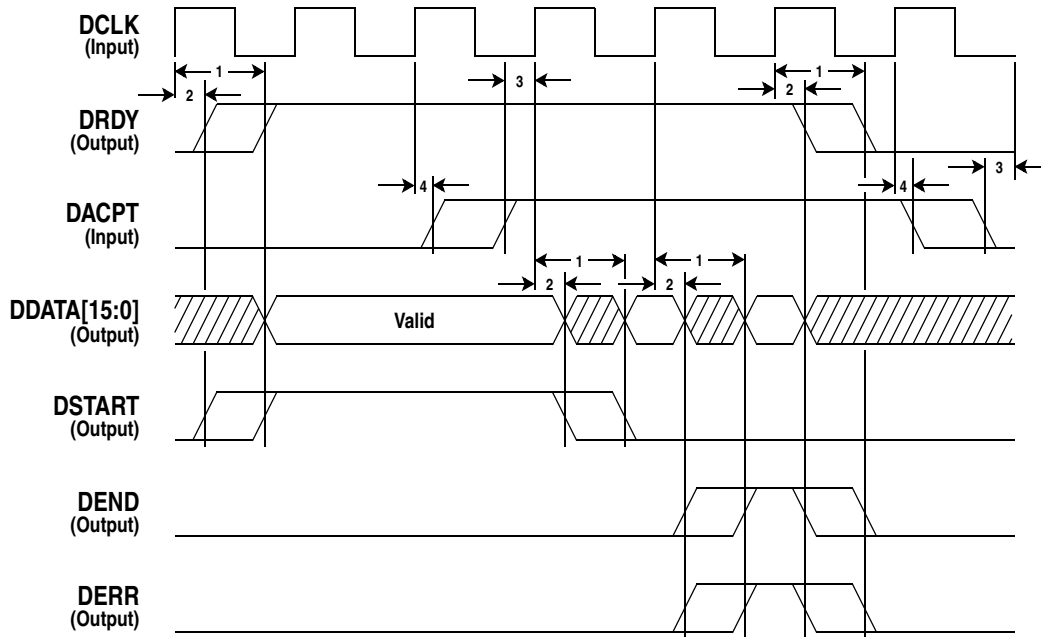 DCLK
(Input)
1
1
3
2
2
DRDY
(Output)
3
4
4
DACPT
(Input)
1
1
2
2
DDATA[15:0]
(Output)
Valid
DSTART
(Output)
DEND
(Output)
DERR
(Output)